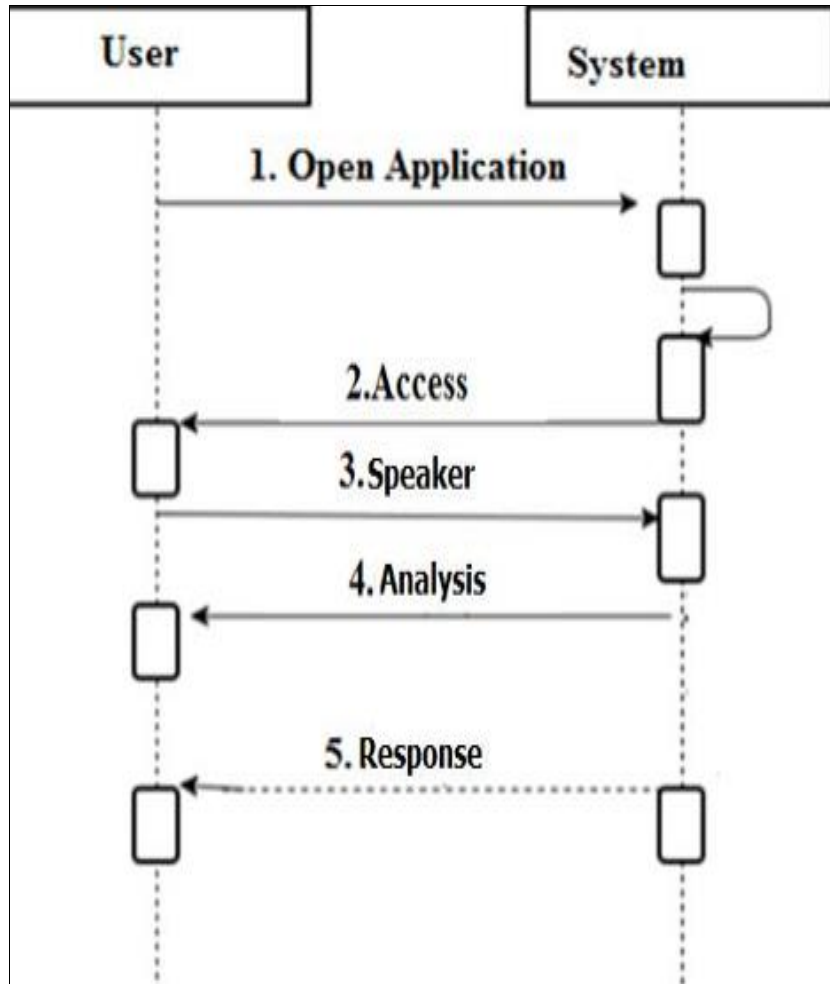 User
System
1. Open Application
2.Access
3.Speaker
4. Analysis
5. Response